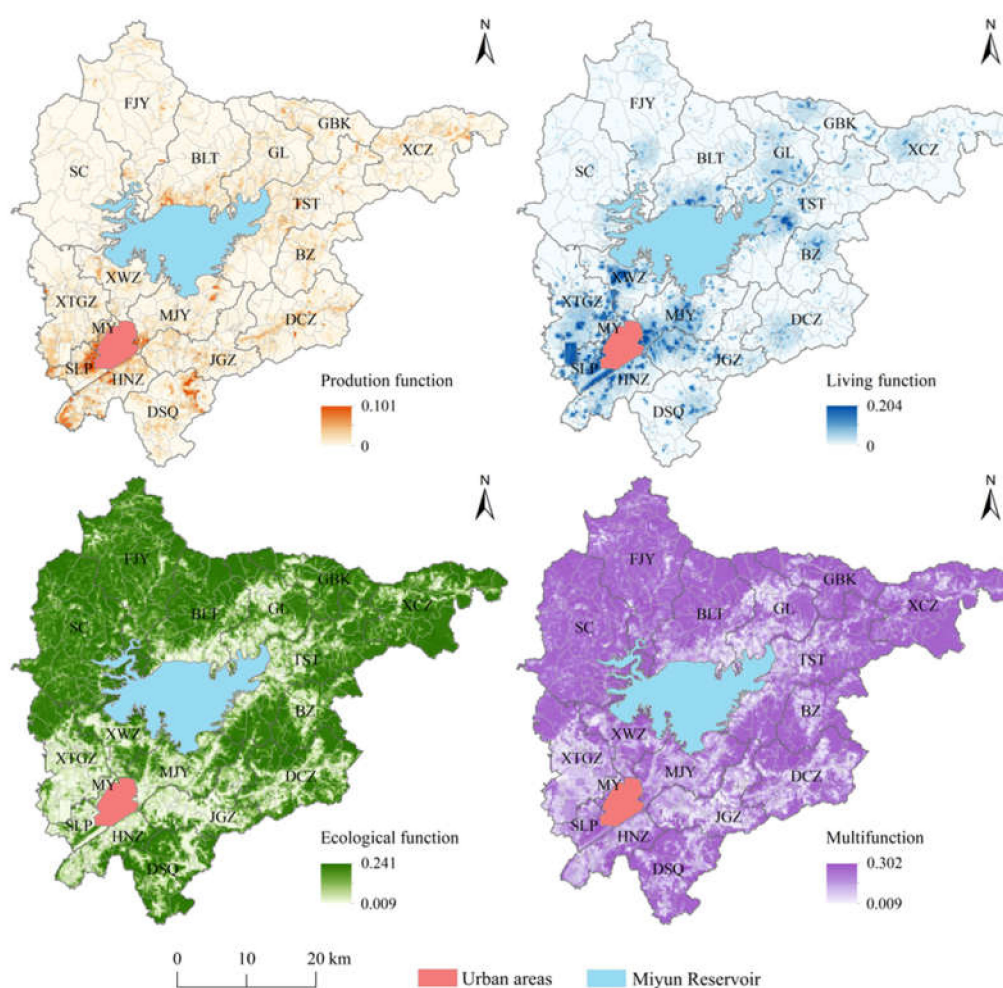 N
FJY
GBK
XCZ
BLT
GL
SC
TST
BZ
XWZ
XTGZ
MY
MJY
DCZ
SLP
HNZ
JGZ
DSQ
Prodution function
0.101
0
N
FJY
GBK
XCZ
BLT
GL
SC
TST
BZ
XWZ
XTGZ
MY
MJY
DCZ
SLP
HNZ
JGZ
DSQ
Living function
0.204
0
N
FJY
GBK
XCZ
BLT
GL
SC
TST
BZ
XWZ
XTGZ
MY
MJY
DCZ
SLP
HNZ
JGZ
DSQ
Ecological function
0.241
0.009
N
FJY
GBK
XCZ
BLT
GL
SC
TST
BZ
XWZ
XTGZ
MY
MJY
DCZ
SLP
HNZ
JGZ
DSQ
Multifunction
0.302
0.009
0 10 20 km
Urban areas
Miyun Reservoir